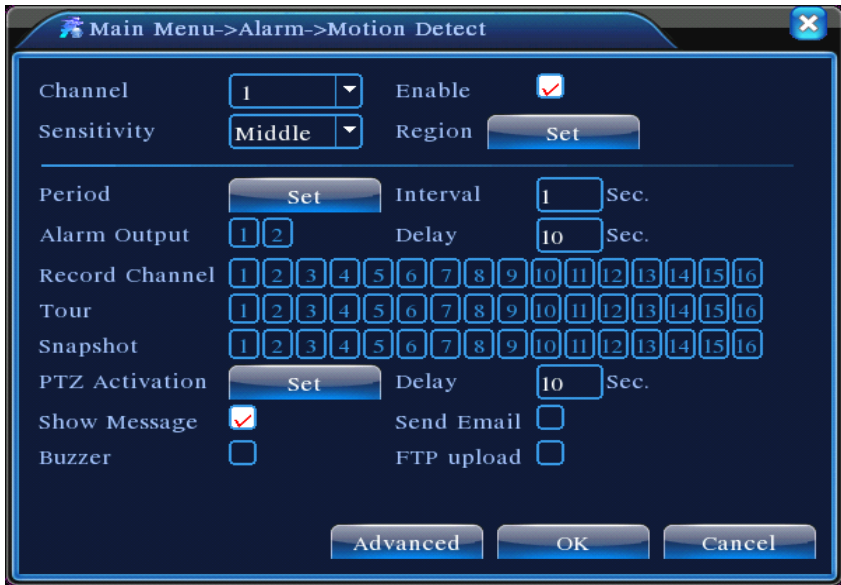 Main Menu->Alarm->Motion Detect
Channel 1 Enable
Sensitivity Middle Region Set
Period Set Interval 1 Sec.
Alarm Output 1 2 Delay 10 Sec.
Record Channel 1 2 3 4 5 6 7 8 9 10 11 12 13 14 15 16
Tour 1 2 3 4 5 6 7 8 9 10 11 12 13 14 15 16
Snapshot 1 2 3 4 5 6 7 8 9 10 11 12 13 14 15 16
PTZ Activation Set Delay 10 Sec.
Show Message Send Email
Buzzer FTP upload
Advanced OK Cancel